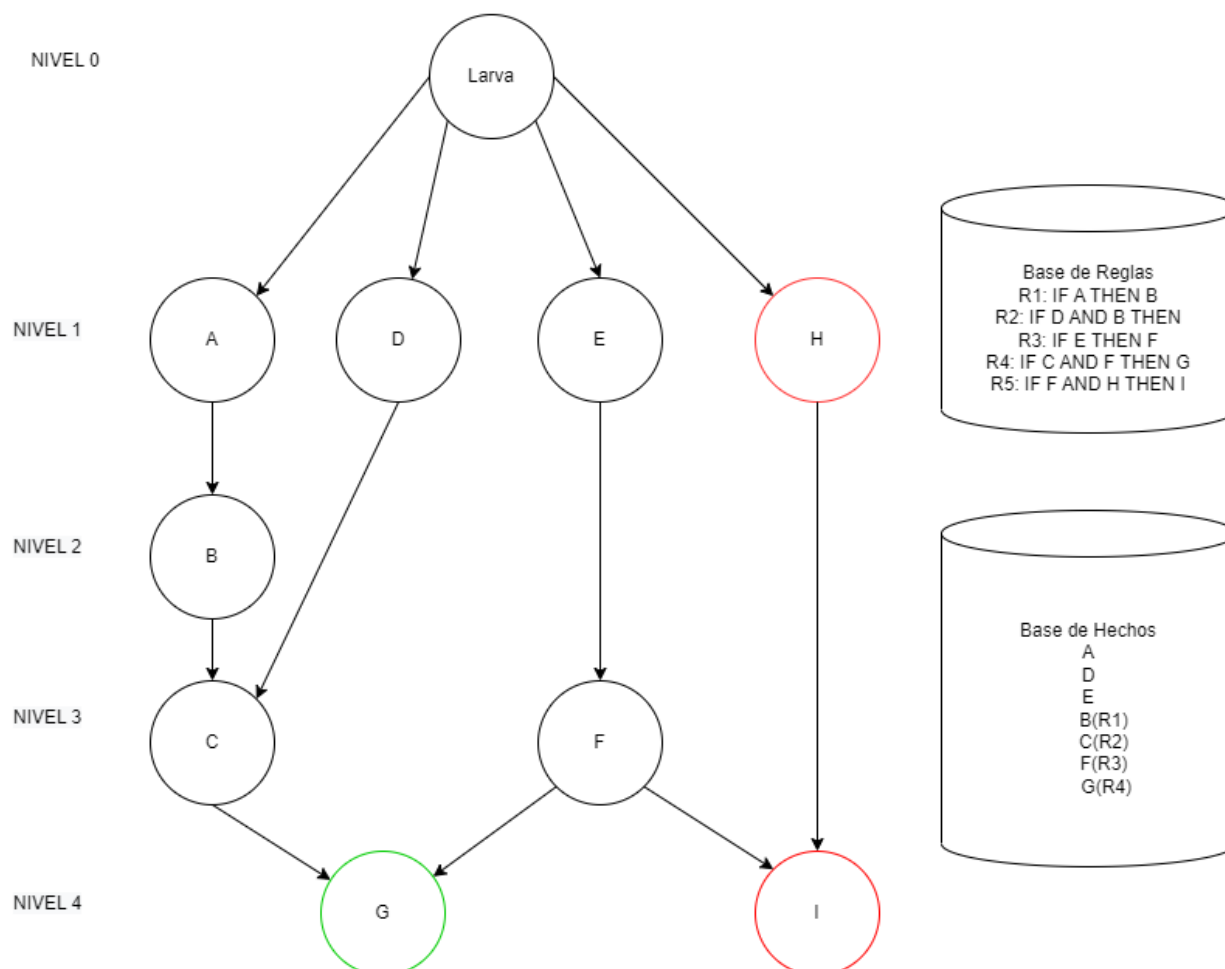 NIVEL 0
Larva
NIVEL 1
A
D
E
H
NIVEL 2
B
NIVEL 3
C
F
NIVEL 4
G
I
Base de Reglas
R1: IF A THEN B
R2: IF D AND B THEN
R3: IF E THEN F
R4: IF C AND F THEN G
R5: IF F AND H THEN I
Base de Hechos
A
D
E
B(R1)
C(R2)
F(R3)
G(R4)